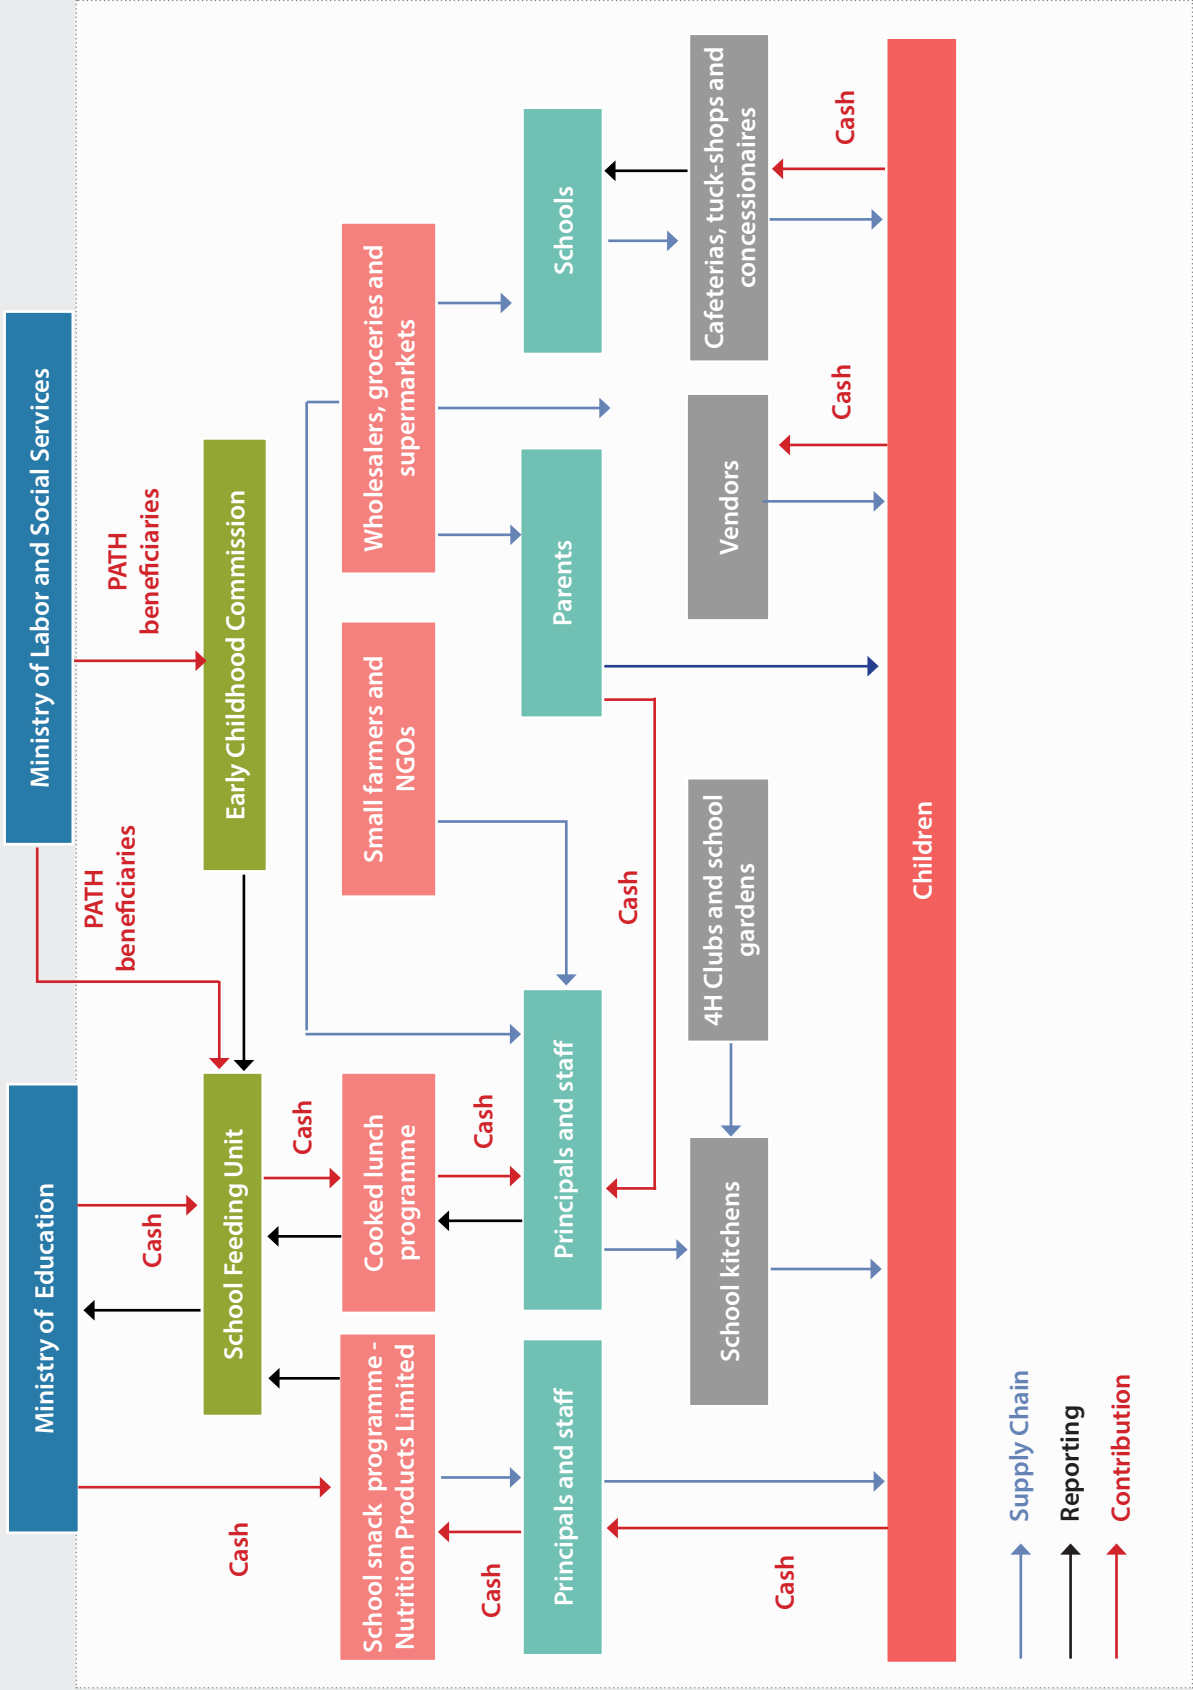 Ministry of Education
Ministry of Labor and Social Services
Cash
Cash
PATH
beneficiaries
PATH
beneficiaries
School Feeding Unit
Early Childhood Commission
Cash
School snack programme -
Nutrition Products Limited
Cooked lunch
programme
Small farmers and
NGOs
Wholesalers, groceries and
supermarkets
Cash
Cash
Principals and staff
Principals and staff
Parents
Schools
Cash
School kitchens
4H Clubs and school
gardens
Vendors
Cafeterias, tuck-shops and
concessionaires
Cash
Cash
Cash
Children
Supply Chain
Reporting
Contribution